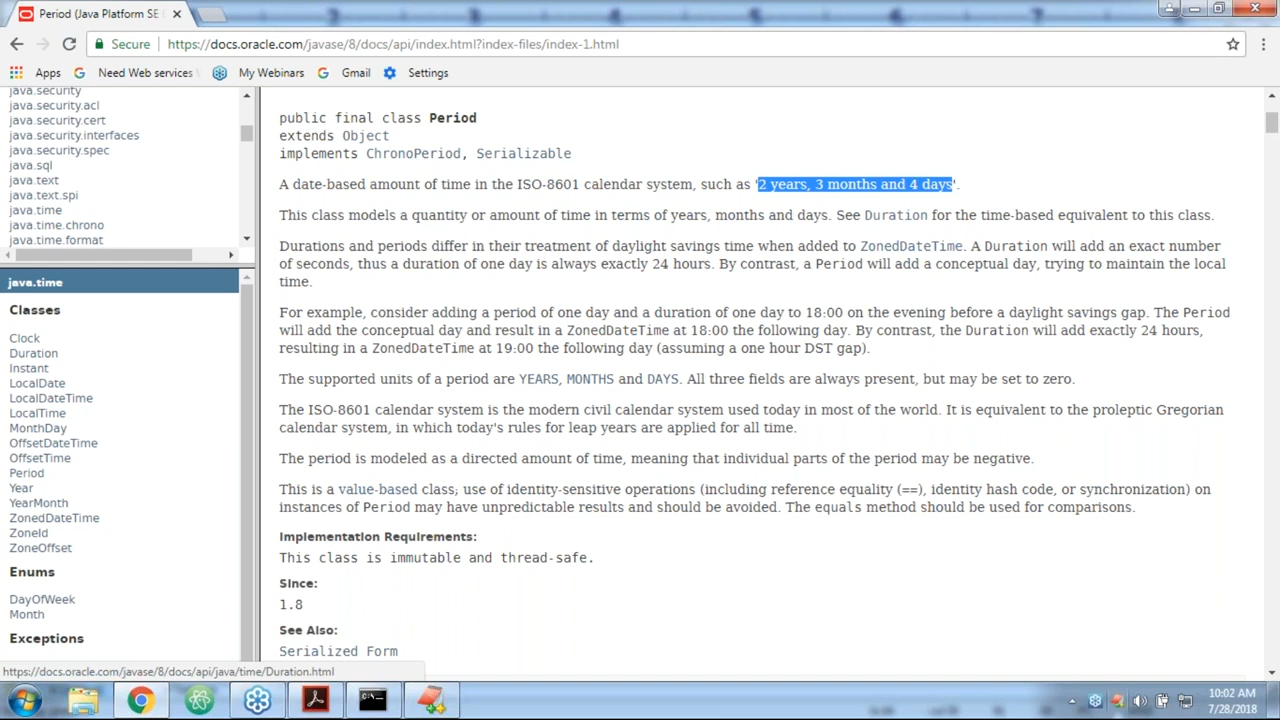 Period (Java Platform SE
Secure https://docs.oracle.com/javase/8/docs/api/index.html?index-files/index-1.html
Apps Need Web services My Webinars Gmail Settings
java.security
java.security.acl
java.security.cert
java.security.interfaces
java.security.spec
java.sql
java.text
java.text.spi
java.time
java.time.chrono
java.time.format
java.time
Classes
Clock
Duration
Instant
LocalDate
LocalDateTime
LocalTime
MonthDay
OffsetDateTime
OffsetTime
Period
Year
YearMonth
ZonedDateTime
ZoneId
ZoneOffset
Enums
DayOfWeek
Month
Exceptions
public final class Period
extends Object
implements ChronoPeriod, Serializable
A date-based amount of time in the ISO-8601 calendar system, such as '2 years, 3 months and 4 days'.
This class models a quantity or amount of time in terms of years, months and days. See Duration for the time-based equivalent to this class.
Durations and periods differ in their treatment of daylight savings time when added to ZonedDateTime. A Duration will add an exact number
of seconds, thus a duration of one day is always exactly 24 hours. By contrast, a Period will add a conceptual day, trying to maintain the local
time.
For example, consider adding a period of one day and a duration of one day to 18:00 on the evening before a daylight savings gap. The Period
will add the conceptual day and result in a ZonedDateTime at 18:00 the following day. By contrast, the Duration will add exactly 24 hours,
resulting in a ZonedDateTime at 19:00 the following day (assuming a one hour DST gap).
The supported units of a period are YEARS, MONTHS and DAYS. All three fields are always present, but may be set to zero.
The ISO-8601 calendar system is the modern civil calendar system used today in most of the world. It is equivalent to the proleptic Gregorian
calendar system, in which today's rules for leap years are applied for all time.
The period is modeled as a directed amount of time, meaning that individual parts of the period may be negative.
This is a value-based class; use of identity-sensitive operations (including reference equality (==), identity hash code, or synchronization) on
instances of Period may have unpredictable results and should be avoided. The equals method should be used for comparisons.
Implementation Requirements:
This class is immutable and thread-safe.
Since:
1.8
See Also:
Serialized Form
https://docs.oracle.com/javase/8/docs/api/java/time/Duration.html
10:02 AM
7/28/2018